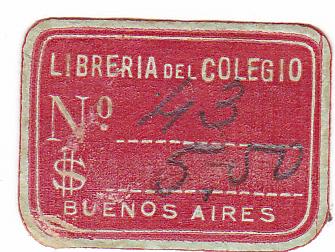 LIBRERIA DEL COLEGIO
Nº 43
$ 5,50
BUENOS AIRES